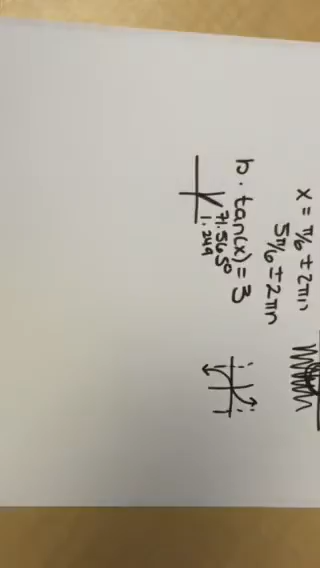 x = π/6 ± 2πn
5π/6 ± 2πn
b. tan(x) = 3
71.565°
1.249